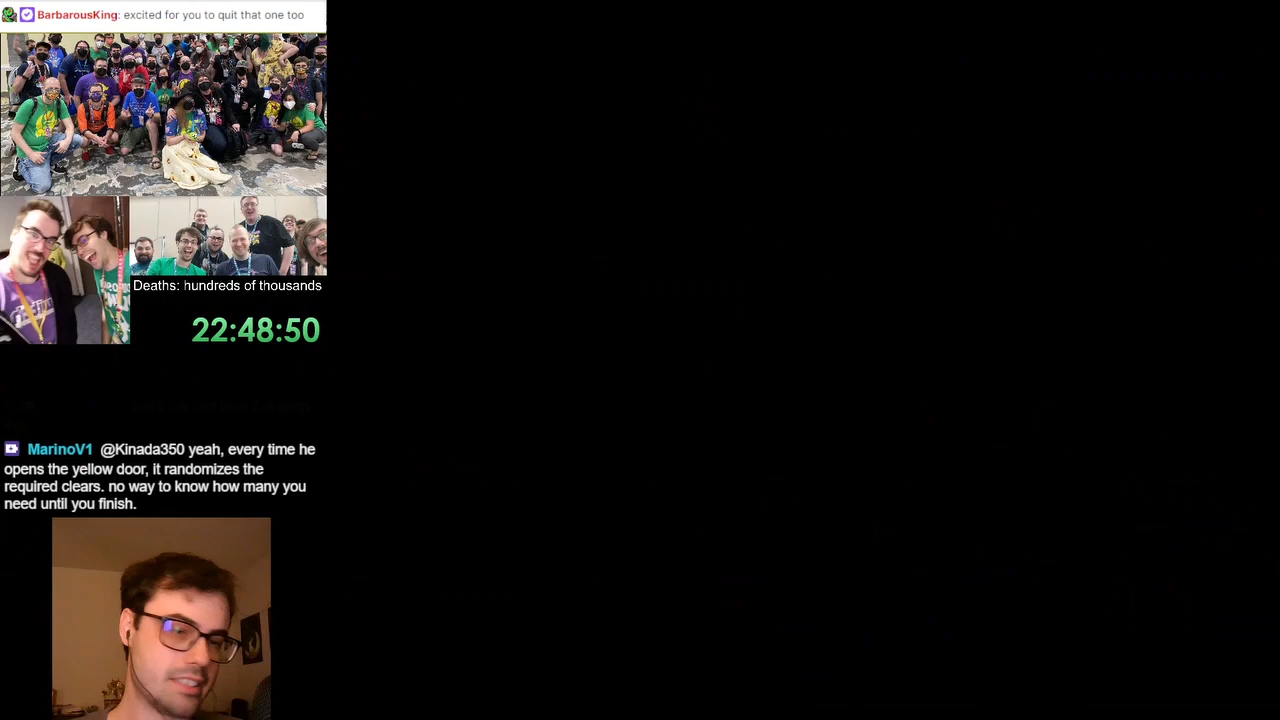 BarbarousKing: excited for you to quit that one too
Deaths: hundreds of thousands
22:48:50
MarinoV1 @Kinada350 yeah, every time he
opens the yellow door, it randomizes the
required clears. no way to know how many you
need until you finish.